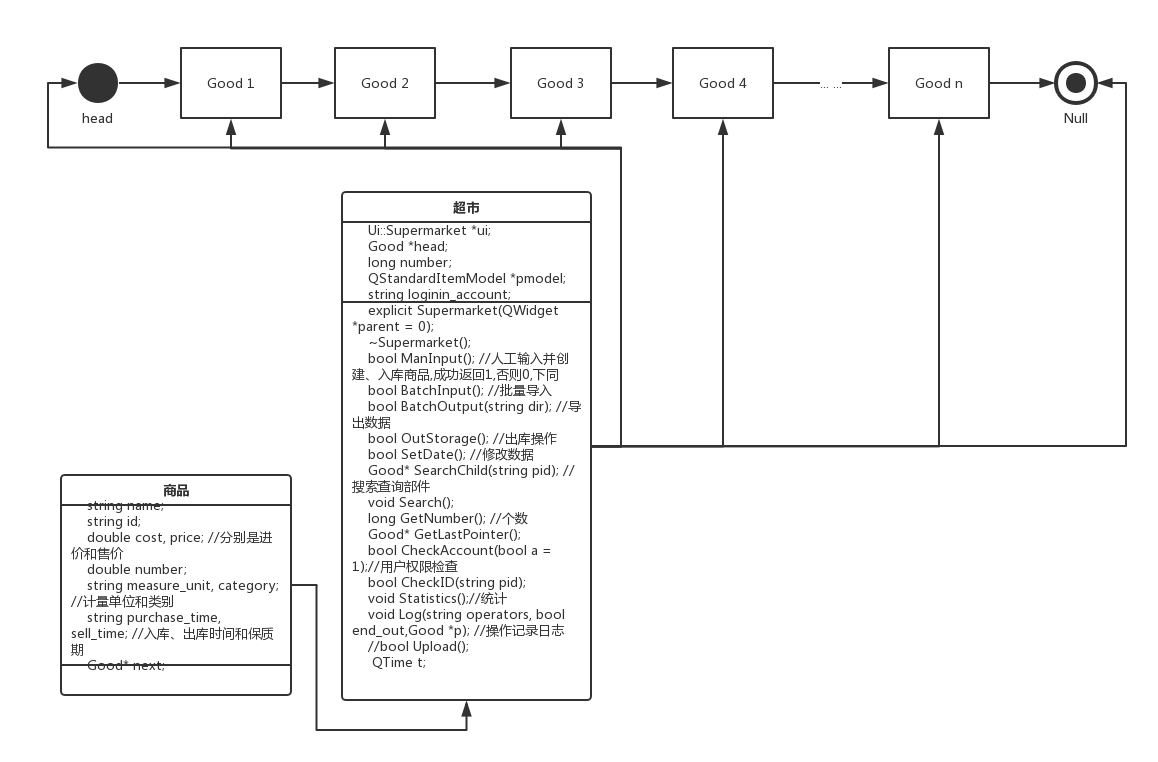 Good 1
Good 2
Good 3
Good 4
... ...
Good n
head
Null
超市
Ui::Supermarket *ui;
Good *head;
long number;
QStandardItemModel *pmodel;
string loginin_account;
explicit Supermarket(QWidget
*parent = 0);
~Supermarket();
bool ManInput(); //人工输入并创
建、入库商品,成功返回1,否则0,下同
bool BatchInput(); //批量导入
bool BatchOutput(string dir); //导
出数据
bool OutStorage(); //出库操作
bool SetDate(); //修改数据
Good* SearchChild(string pid); //
搜索查询部件
void Search();
long GetNumber(); //个数
Good* GetLastPointer();
bool CheckAccount(bool a =
1);//用户权限检查
bool CheckID(string pid);
void Statistics();//统计
void Log(string operators, bool
end_out,Good *p); //操作记录日志
//bool Upload();
QTime t;
商品
string name;
string id;
double cost, price; //分别是进
价和售价
double number;
string measure_unit, category;
//计量单位和类别
string purchase_time,
sell_time; //入库、出库时间和保质
期
Good* next;